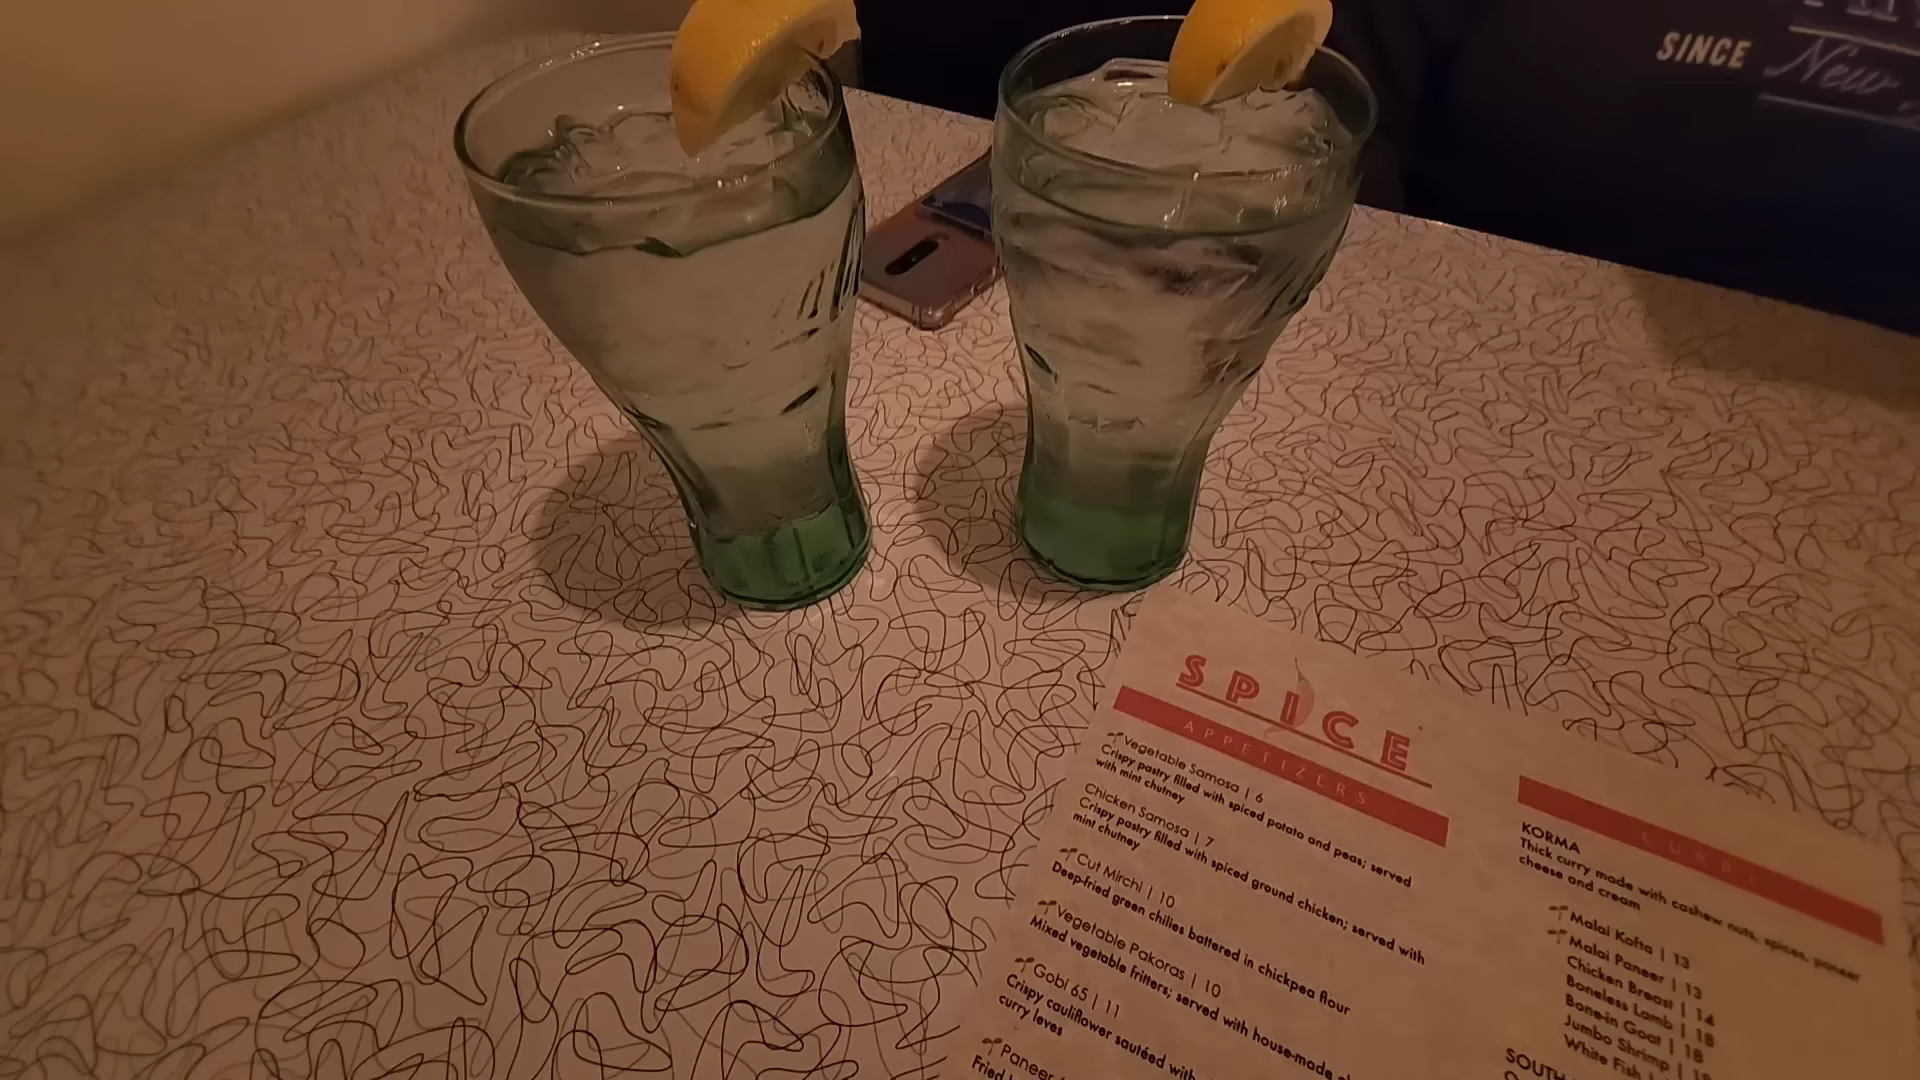 SINCE
New
SPICE
APPETIZERS
Vegetable Samosa | 6
Crispy pastry filled with spiced potato and peas; served
with mint chutney
Chicken Samosa | 7
Crispy pastry filled with spiced ground chicken; served with
mint chutney
Cut Mirchi | 10
Deep-fried green chilies battered in chickpea flour
Vegetable Pakoras | 10
Mixed vegetable fritters; served with house-made
Gobi 65 | 11
Crispy cauliflower sautéed with
curry leves
Paneer
Fried
CURRY
KORMA
Thick curry made with cashew nuts, spices, paneer
cheese and cream
Malai Kofta | 13
Malai Paneer | 13
Chicken Breast | 14
Boneless Lamb | 18
Bone-in Goat | 18
Jumbo Shrimp | 18
White Fish
SOUTH